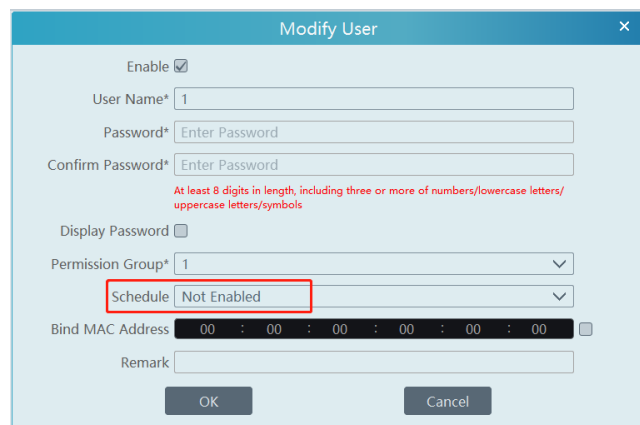 Modify User
Enable
User Name* 1
Password* Enter Password
Confirm Password* Enter Password
At least 8 digits in length, including three or more of numbers/lowercase letters/
uppercase letters/symbols
Display Password
Permission Group* 1
Schedule Not Enabled
Bind MAC Address 00 : 00 : 00 : 00 : 00 : 00
Remark
OK Cancel